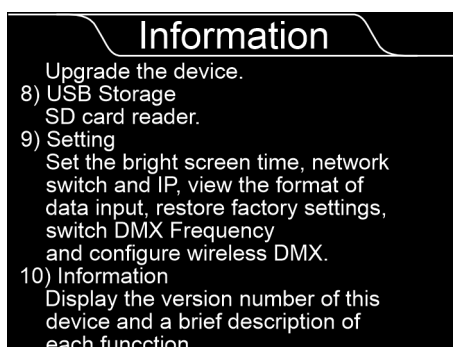 Information
Upgrade the device.
8) USB Storage
SD card reader.
9) Setting
Set the bright screen time, network
switch and IP, view the format of
data input, restore factory settings,
switch DMX Frequency
and configure wireless DMX.
10) Information
Display the version number of this
device and a brief description of
each funcction